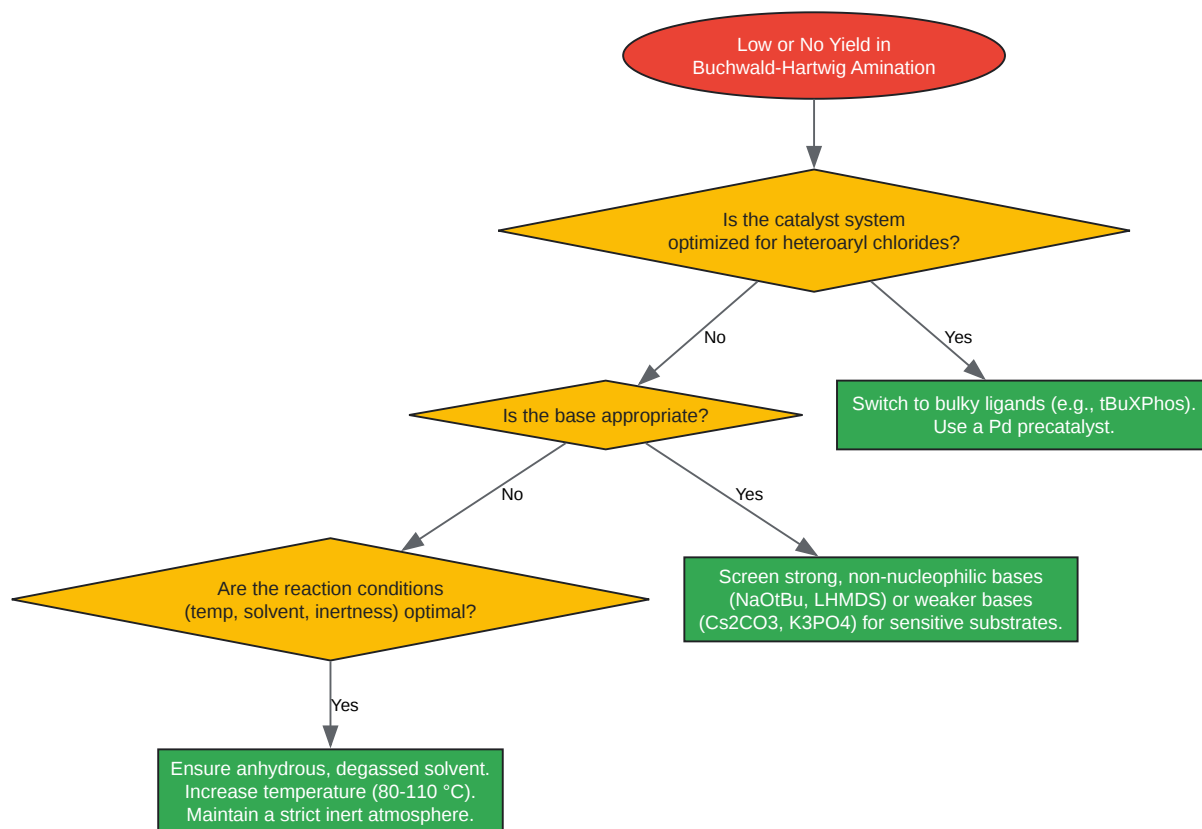 Low or No Yield in
Buchwald-Hartwig Amination
Is the catalyst system
optimized for heteroaryl chlorides?
No
Yes
Is the base appropriate?
Switch to bulky ligands (e.g., tBuXPhos).
Use a Pd precatalyst.
No
Yes
Are the reaction conditions
(temp, solvent, inertness) optimal?
Screen strong, non-nucleophilic bases
(NaOtBu, LHMDS) or weaker bases
(Cs2CO3, K3PO4) for sensitive substrates.
Yes
Ensure anhydrous, degassed solvent.
Increase temperature (80-110 °C).
Maintain a strict inert atmosphere.